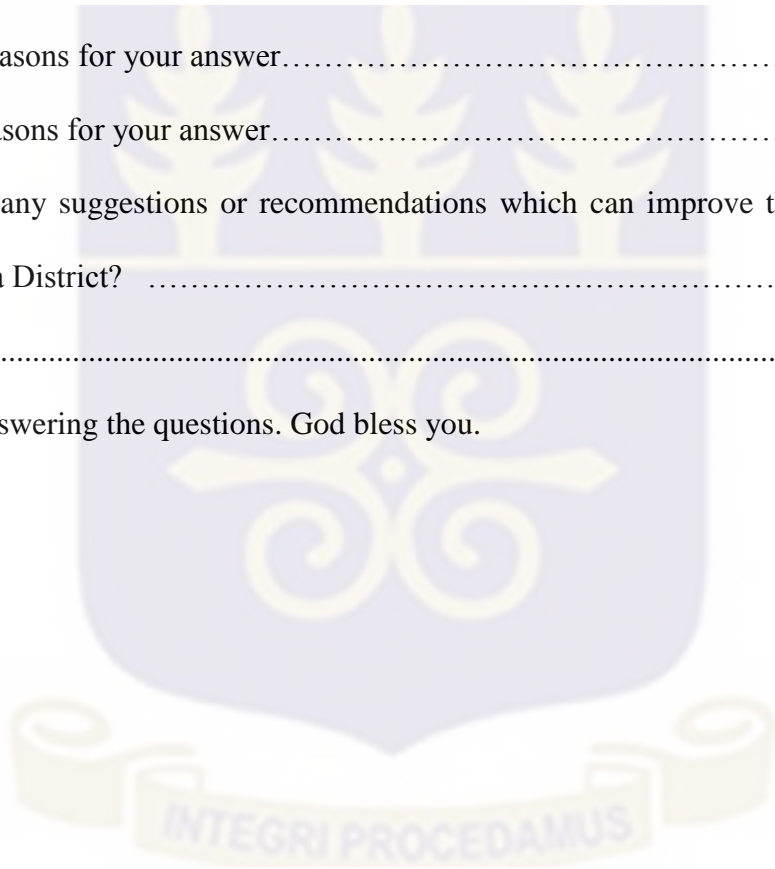 asons for your answer……………………………………………
asons for your answer……………………………………………
any suggestions or recommendations which can improve t
a District? …………………………………………………
....................................................................................................
swering the questions. God bless you.
INTEGRI PROCEDAMUS